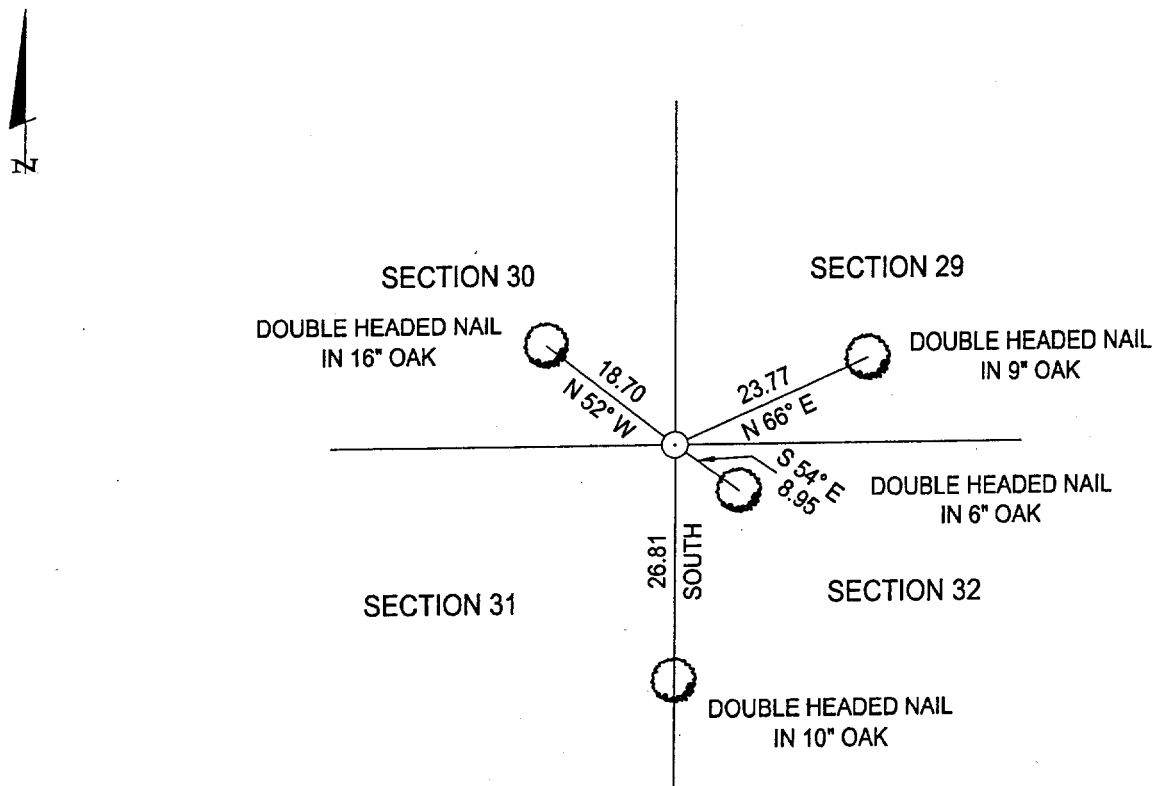 N
SECTION 30
SECTION 29
DOUBLE HEADED NAIL
IN 16" OAK
18.70
N 52° W
23.77
N 66° E
DOUBLE HEADED NAIL
IN 9" OAK
S 54° E
8.95
DOUBLE HEADED NAIL
IN 6" OAK
26.81
SOUTH
SECTION 31
SECTION 32
DOUBLE HEADED NAIL
IN 10" OAK